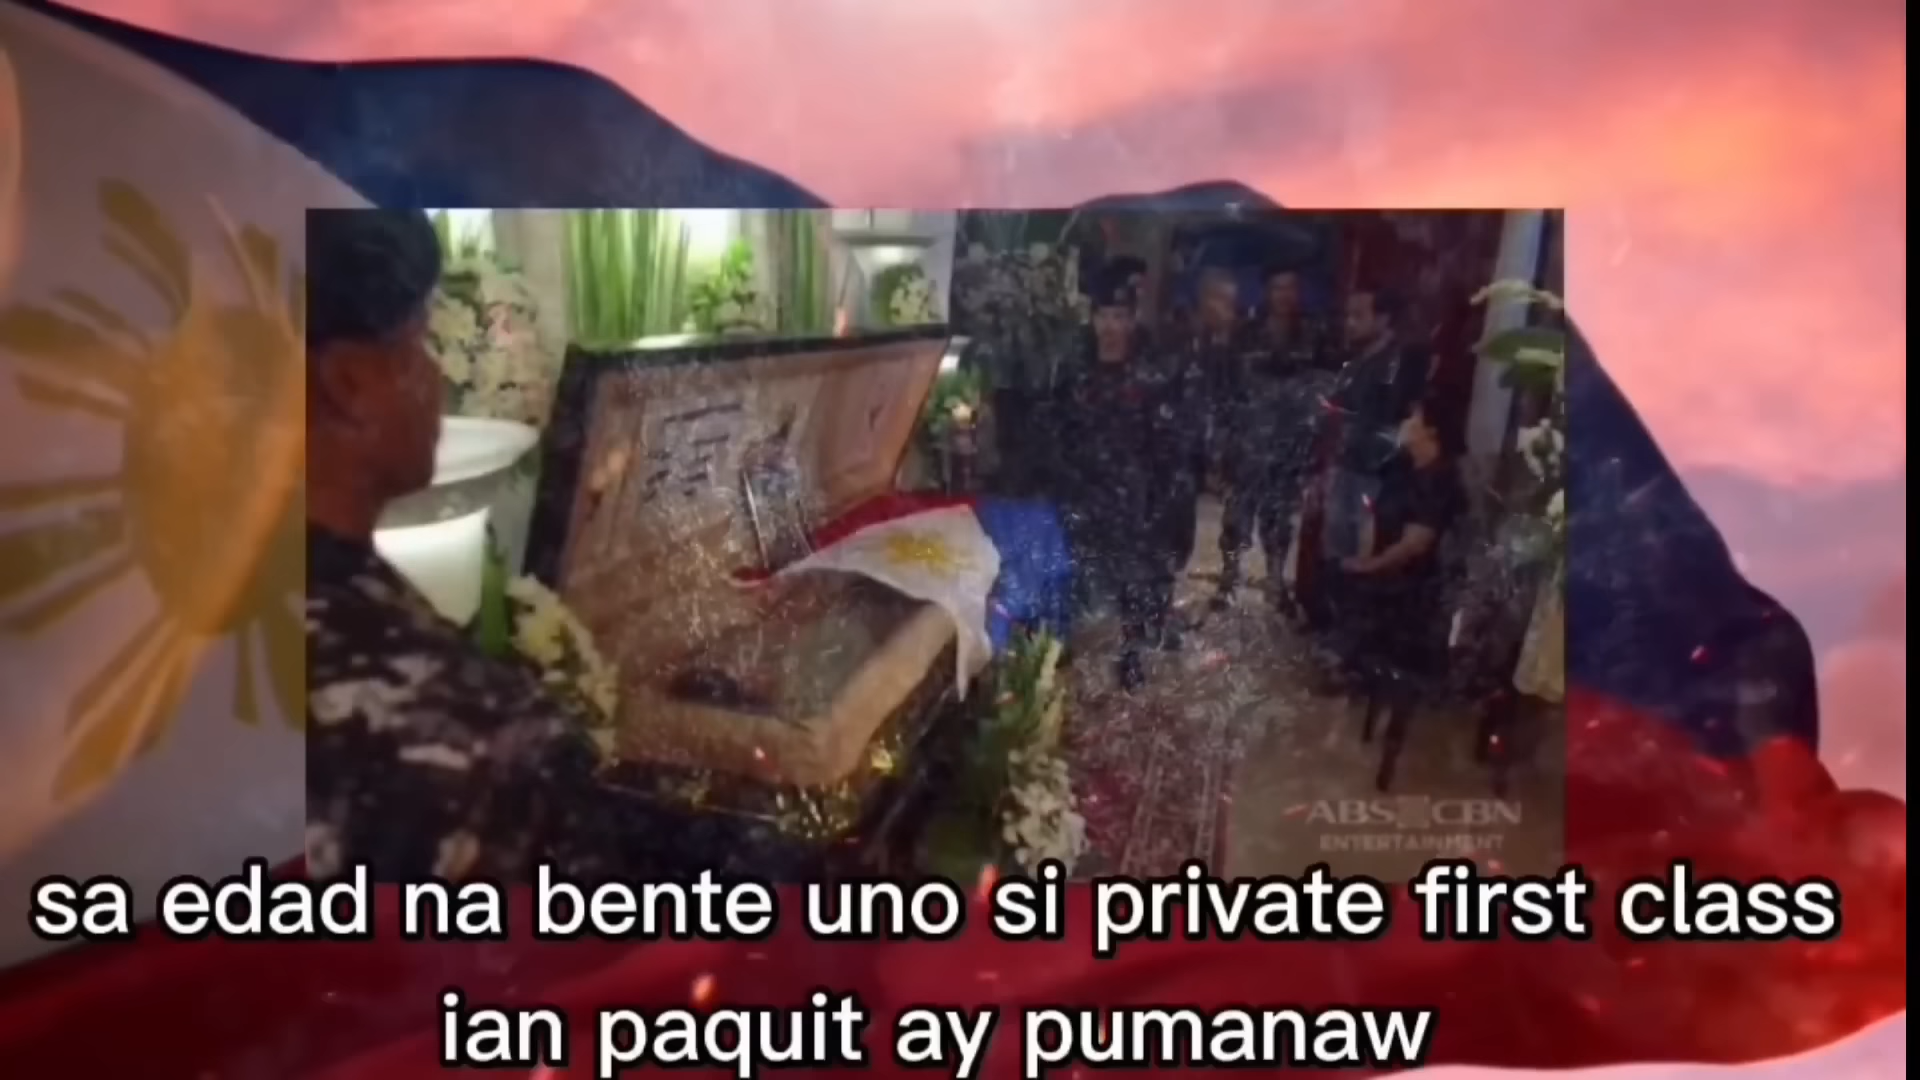 ABS CBN
ENTERTAINMENT
sa edad na bente uno si private first class
ian paquit ay pumanaw